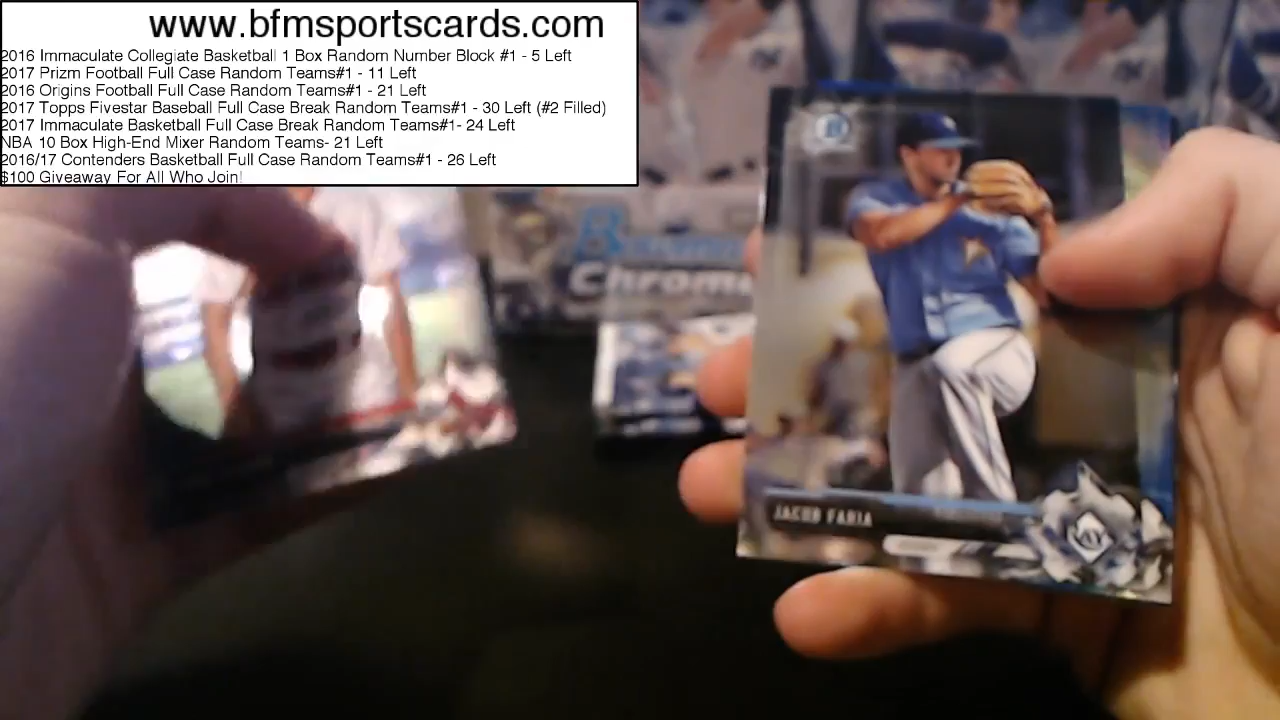 www.bfmsportscards.com
2016 Immaculate Collegiate Basketball 1 Box Random Number Block #1 - 5 Left
2017 Prizm Football Full Case Random Teams#1 - 11 Left
2016 Origins Football Full Case Random Teams#1 - 21 Left
2017 Topps Fivestar Baseball Full Case Break Random Teams#1 - 30 Left (#2 Filled)
2017 Immaculate Basketball Full Case Break Random Teams#1- 24 Left
NBA 10 Box High-End Mixer Random Teams- 21 Left
2016/17 Contenders Basketball Full Case Random Teams#1 - 26 Left
$100 Giveaway For All Who Join!
Bowman
Chrome
B
JACOB FARIA